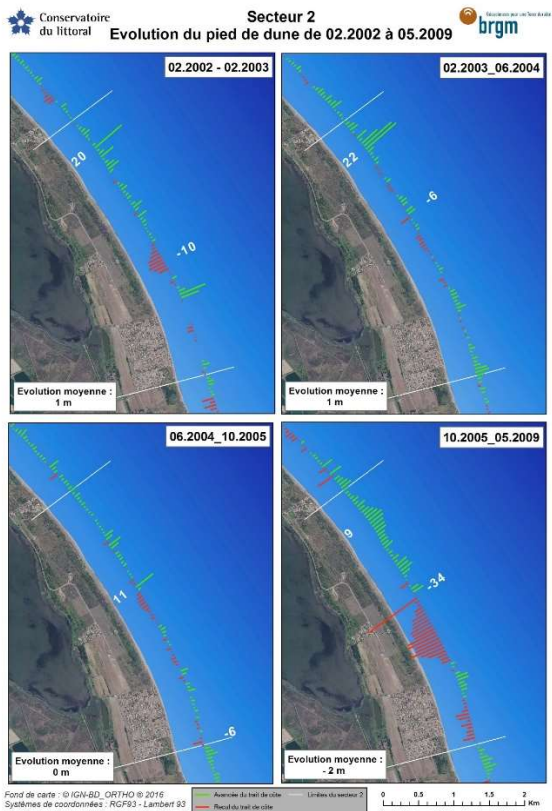 Conservatoire
du littoral
Secteur 2
Evolution du pied de dune de 02.2002 à 05.2009
brgm
02.2002 - 02.2003
20
-10
Evolution moyenne :
1 m
02.2003_06.2004
22
-6
Evolution moyenne :
1 m
06.2004_10.2005
11
-6
Evolution moyenne :
0 m
10.2005_05.2009
9
-34
Evolution moyenne :
- 2 m
Fond de carte : © IGN-BD_ORTHO © 2016
Systèmes de coordonnées : RGF93 - Lambert 93
Avancée du trait de côte
Limites du secteur 2
Recul du trait de côte
0 0.5 1 1.5 2
Km